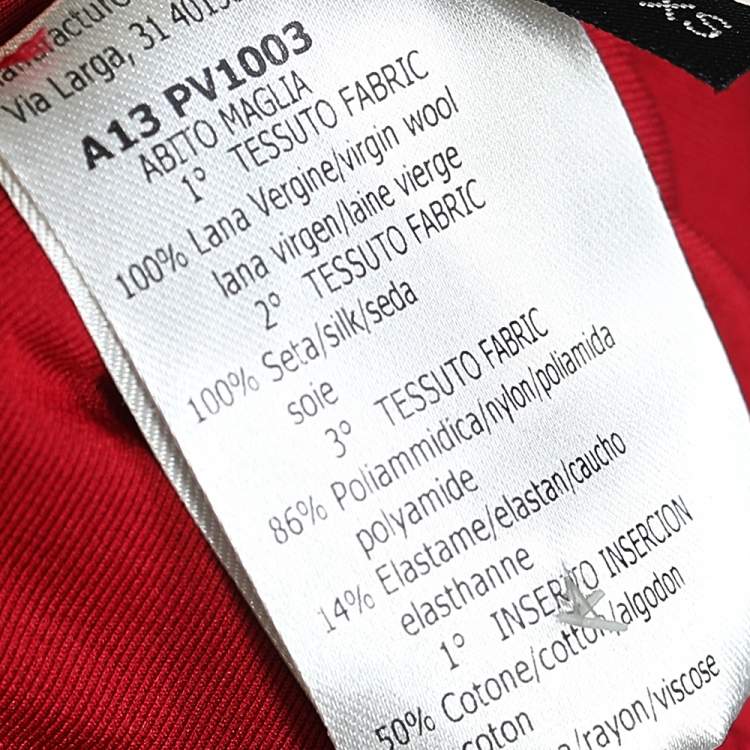 Via Larga, 31
A13 PV1003
ABITO MAGLIA
1° TESSUTO FABRIC
100% Lana Vergine/virgin wool
lana virgen/laine vierge
2° TESSUTO FABRIC
100% Seta/silk/seda
soie
3° TESSUTO FABRIC
86% Poliammidica/nylon/poliamida
polyamide
14% Elastame/elastan/caucho
elasthanne
1° INSERTO INSERCION
50% Cotone/cotton/algodon
coton
/rayon/viscose
XS